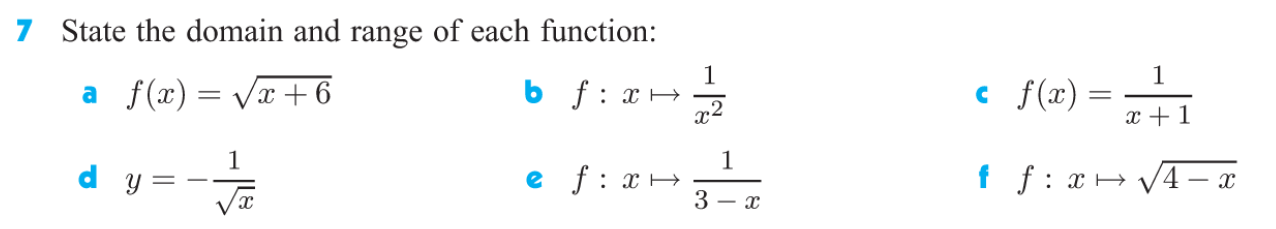 7 State the domain and range of each function:
a f(x) = √(x + 6) b f : x ↦ 1/x² c f(x) = 1/(x + 1)
d y = −1/√x e f : x ↦ 1/(3 − x) f f : x ↦ √(4 − x)